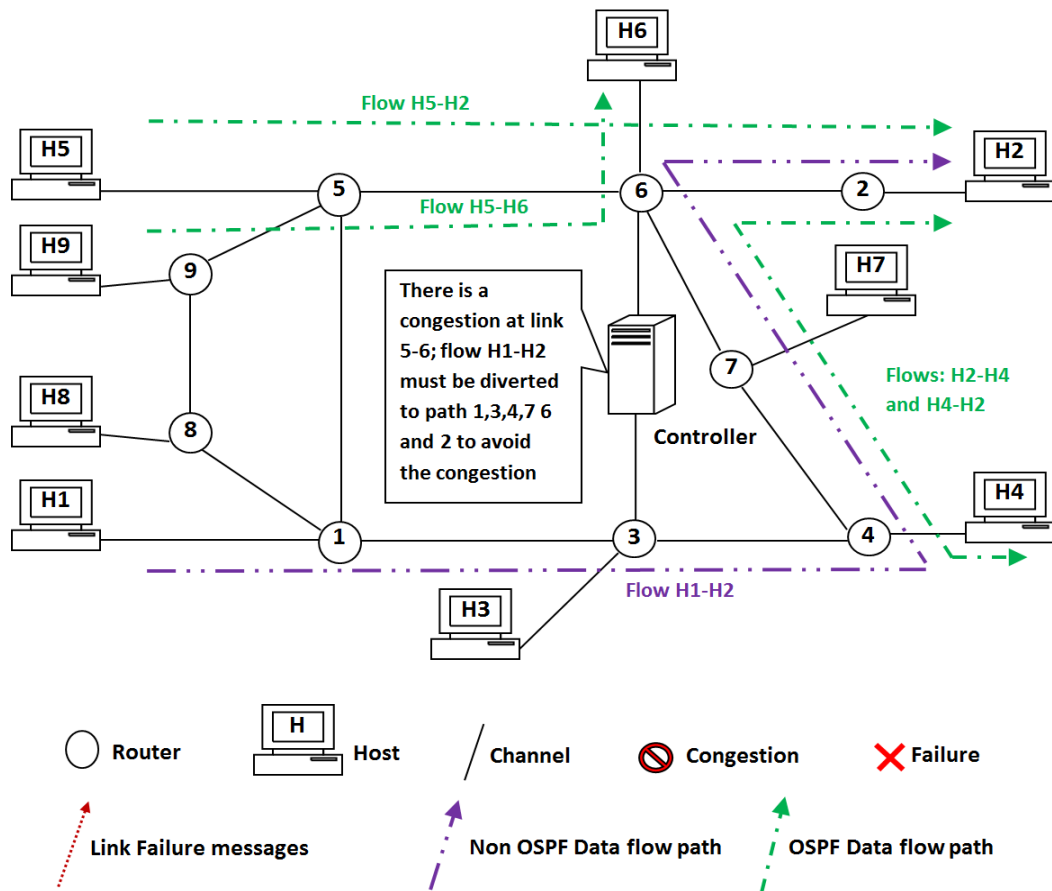 H6
Flow H5-H2
H5
H2
5
6
2
Flow H5-H6
H9
H7
9
There is a
congestion at link
5-6; flow H1-H2
must be diverted
to path 1,3,4,7 6
and 2 to avoid
the congestion
7
Flows: H2-H4
and H4-H2
H8
8
Controller
H1
H4
1
3
4
Flow H1-H2
H3
Router
H
Host
Channel
Congestion
Failure
Link Failure messages
Non OSPF Data flow path
OSPF Data flow path